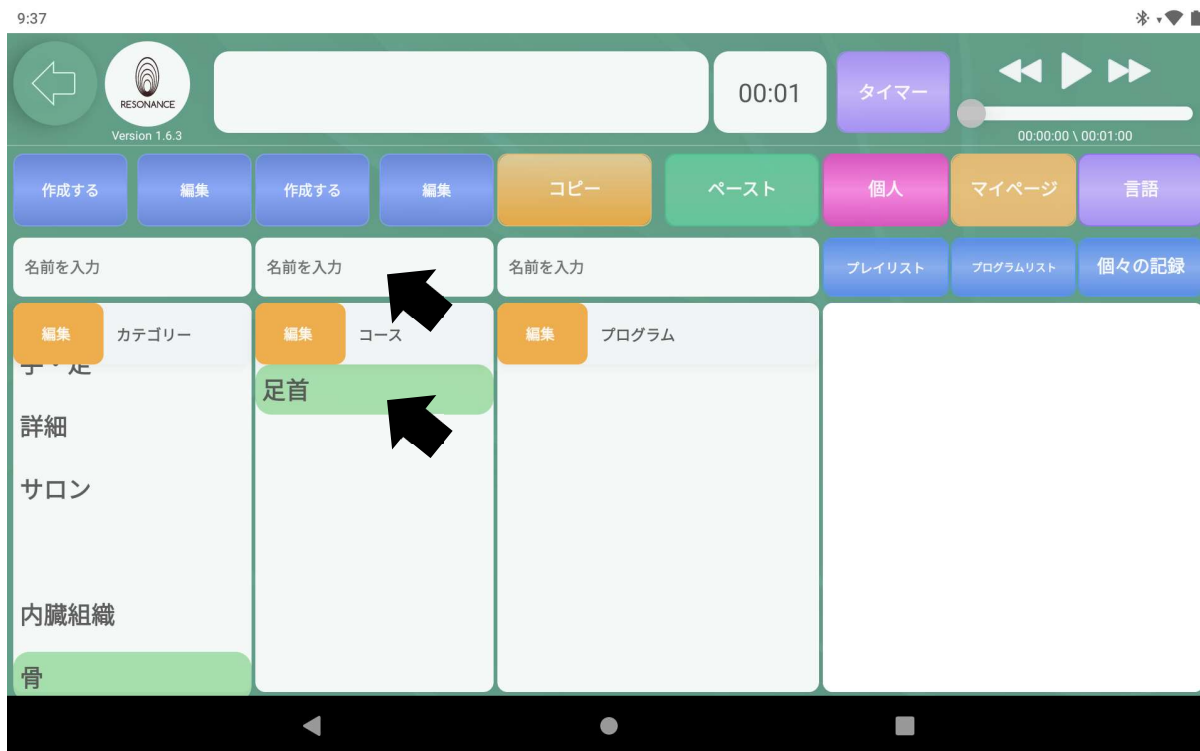 9:37
RESONANCE
Version 1.6.3
00:01
タイマー
00:00:00 \ 00:01:00
作成する
編集
作成する
編集
コピー
ペースト
個人
マイページ
言語
名前を入力
名前を入力
名前を入力
プレイリスト
プログラムリスト
個々の記録
編集
カテゴリー
編集
コース
編集
プログラム
手・足
足首
詳細
サロン
内臓組織
骨